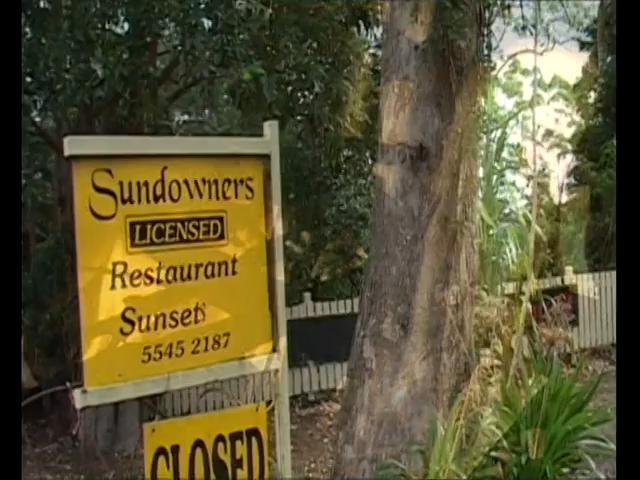 Sundowners
LICENSED
Restaurant
Sunsets
5545 2187
CLOSED